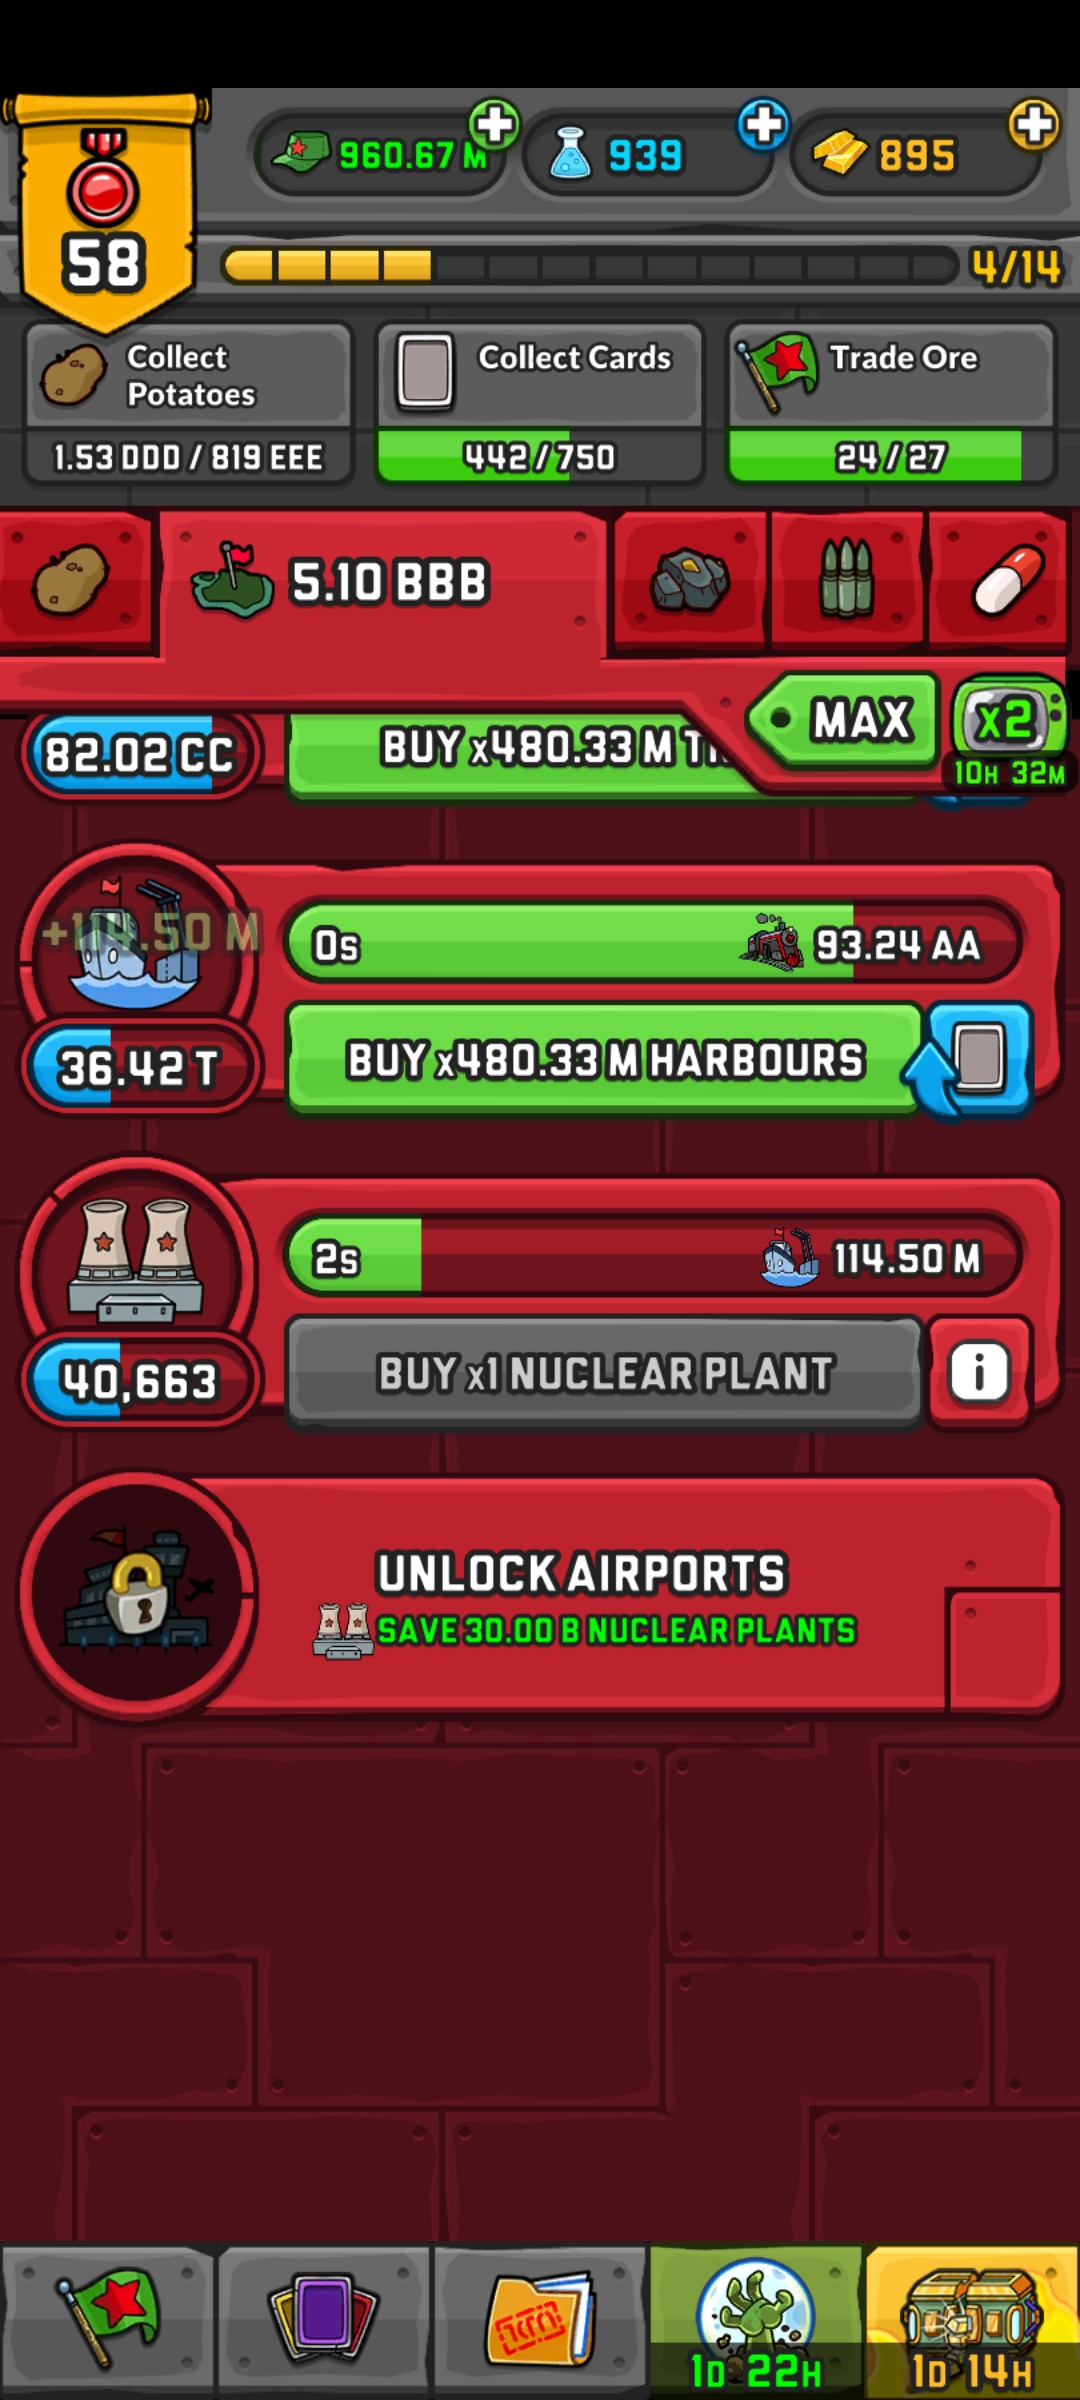 58
960.67 M
939
895
4/14
Collect
Potatoes
1.53 DDD / 819 EEE
Collect Cards
442/750
Trade Ore
24/27
5.10 BBB
MAX
x2
10H 32M
82.02 CC
BUY x480.33 M
+114.50 M
0s
93.24 AA
36.42 T
BUY x480.33 M HARBOURS
2s
114.50 M
40,663
BUY x1 NUCLEAR PLANT
i
UNLOCK AIRPORTS
SAVE 30.00 B NUCLEAR PLANTS
1D 22H
1D 14H